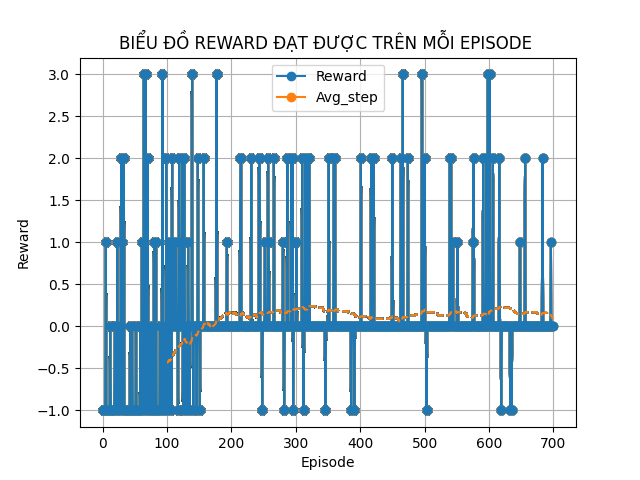 BIỂU ĐỒ REWARD ĐẠT ĐƯỢC TRÊN MỖI EPISODE
Reward
Avg_step
3.0
2.5
2.0
1.5
1.0
0.5
0.0
−0.5
−1.0
Reward
0 100 200 300 400 500 600 700
Episode